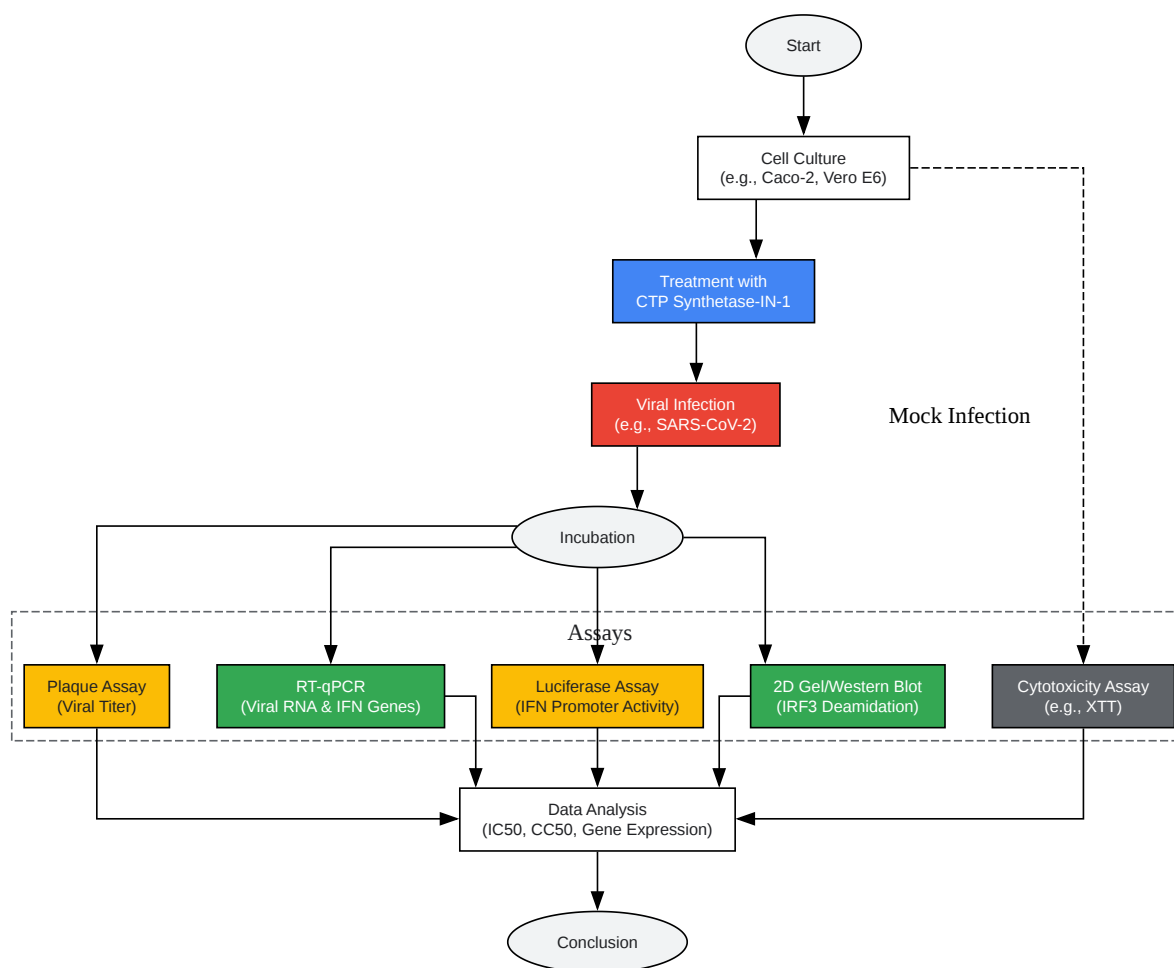 Start
Cell Culture
(e.g., Caco-2, Vero E6)
Treatment with
CTP Synthetase-IN-1
Viral Infection
(e.g., SARS-CoV-2)
Mock Infection
Incubation
Assays
Plaque Assay
(Viral Titer)
RT-qPCR
(Viral RNA & IFN Genes)
Luciferase Assay
(IFN Promoter Activity)
2D Gel/Western Blot
(IRF3 Deamidation)
Cytotoxicity Assay
(e.g., XTT)
Data Analysis
(IC50, CC50, Gene Expression)
Conclusion